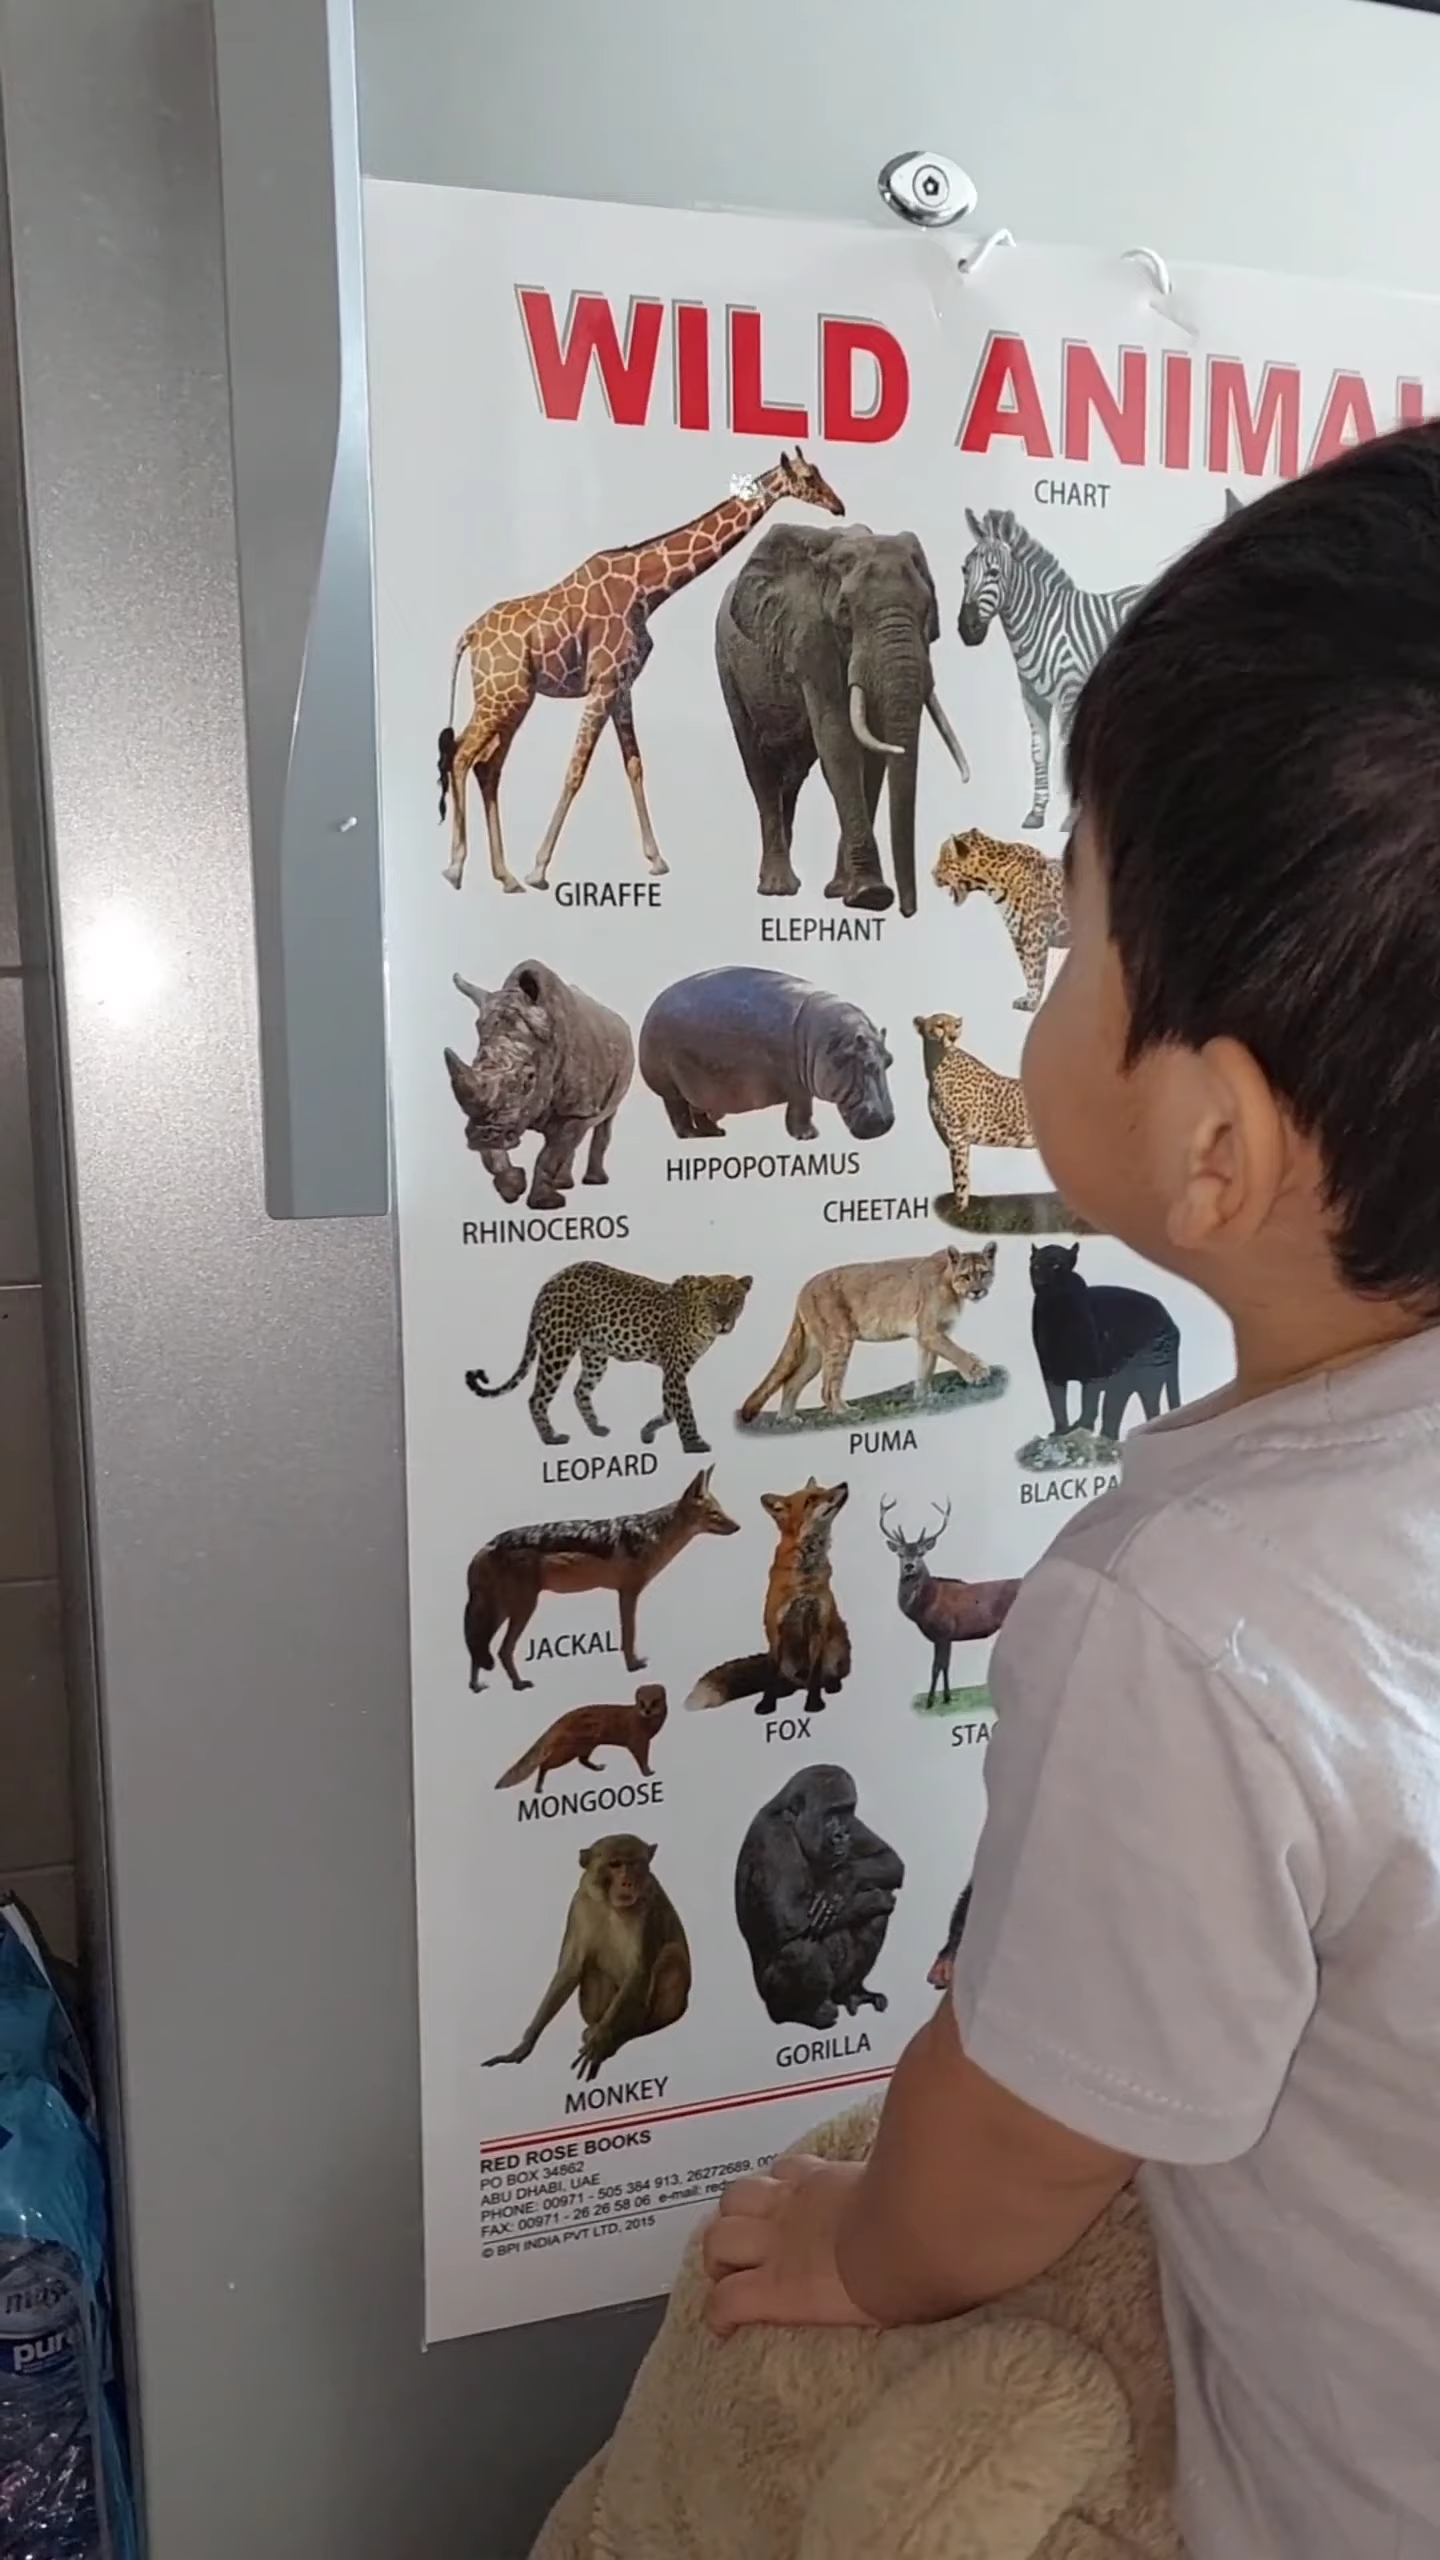 WILD ANIMAL
CHART
GIRAFFE
ELEPHANT
HIPPOPOTAMUS
RHINOCEROS
CHEETAH
LEOPARD
PUMA
BLACK
JACKAL
FOX
MONGOOSE
GORILLA
MONKEY
RED ROSE BOOKS
PO BOX 34862
ABU DHABI, UAE
PHONE: 00971 - 505 384 913, 26272689,
FAX: 00971 - 26 26 58 06 e-mail:
© BPI INDIA PVT LTD, 2015